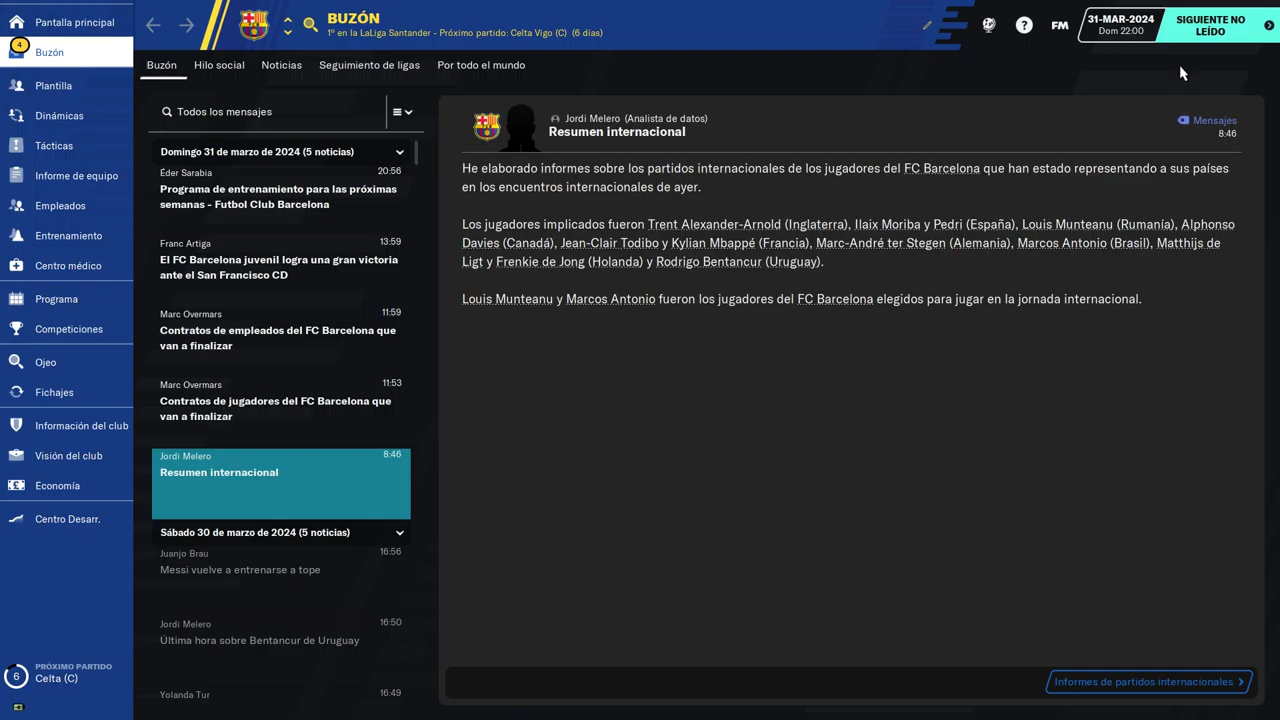 Pantalla principal
4
Buzón
Plantilla
Dinámicas
Tácticas
Informe de equipo
Empleados
Entrenamiento
Centro médico
Programa
Competiciones
Ojeo
Fichajes
Información del club
Visión del club
Economía
Centro Desarr.
6
PRÓXIMO PARTIDO
Celta (C)
BUZÓN
1º en la LaLiga Santander - Próximo partido: Celta Vigo (C) (6 días)
?
FM
31-MAR-2024
Dom 22:00
SIGUIENTE NO
LEÍDO
Buzón Hilo social Noticias Seguimiento de ligas Por todo el mundo
Todos los mensajes
Domingo 31 de marzo de 2024 (5 noticias)
Éder Sarabia 20:56
Programa de entrenamiento para las próximas
semanas - Futbol Club Barcelona
Franc Artiga 13:59
El FC Barcelona juvenil logra una gran victoria
ante el San Francisco CD
Marc Overmars 11:59
Contratos de empleados del FC Barcelona que
van a finalizar
Marc Overmars 11:53
Contratos de jugadores del FC Barcelona que
van a finalizar
Jordi Melero 8:46
Resumen internacional
Sábado 30 de marzo de 2024 (5 noticias)
Juanjo Brau 16:56
Messi vuelve a entrenarse a tope
Jordi Melero 16:50
Última hora sobre Bentancur de Uruguay
Yolanda Tur 16:49
Jordi Melero (Analista de datos)
Resumen internacional
Mensajes
8:46
He elaborado informes sobre los partidos internacionales de los jugadores del FC Barcelona que han estado representando a sus países
en los encuentros internacionales de ayer.
Los jugadores implicados fueron Trent Alexander-Arnold (Inglaterra), Ilaix Moriba y Pedri (España), Louis Munteanu (Rumanía), Alphonso
Davies (Canadá), Jean-Clair Todibo y Kylian Mbappé (Francia), Marc-André ter Stegen (Alemania), Marcos Antonio (Brasil), Matthijs de
Ligt y Frenkie de Jong (Holanda) y Rodrigo Bentancur (Uruguay).
Louis Munteanu y Marcos Antonio fueron los jugadores del FC Barcelona elegidos para jugar en la jornada internacional.
Informes de partidos internacionales